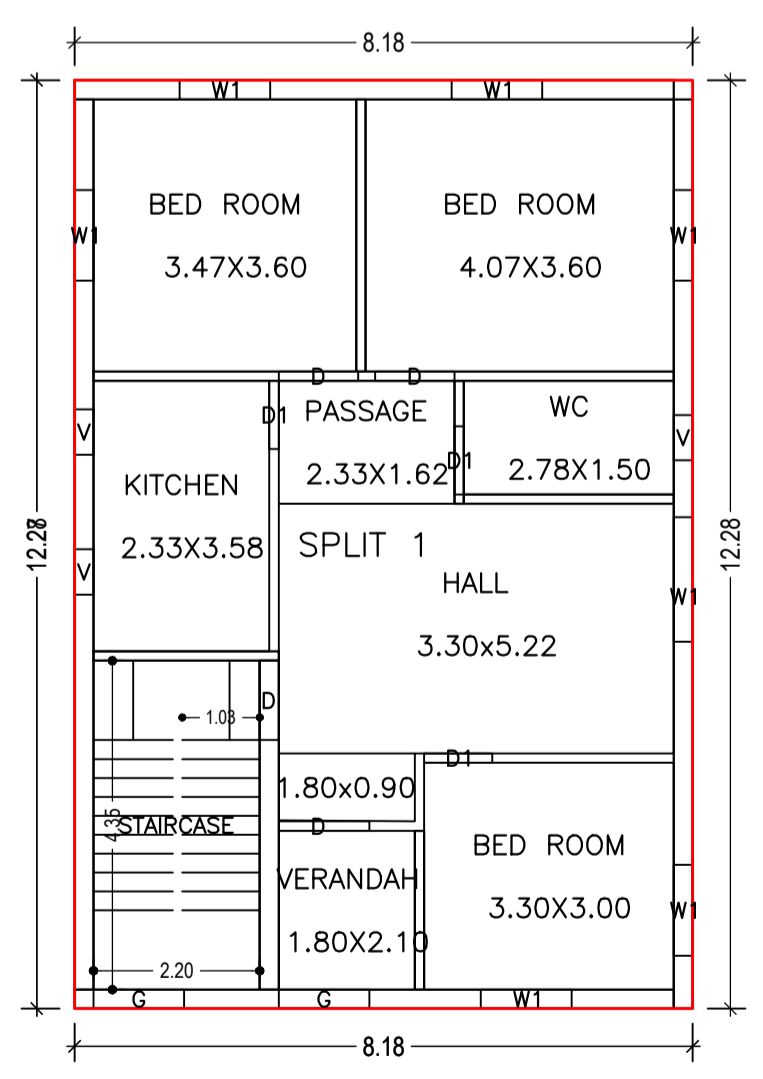 8.18
W1
W1
BED ROOM
BED ROOM
W1
W1
3.47X3.60
4.07X3.60
D
D
D1
PASSAGE
WC
V
V
D1
2.33X1.62
2.78X1.50
KITCHEN
2.33X3.58
SPLIT 1
12.28
V
HALL
W1
3.30x5.22
D
1.03
D1
1.80x0.90
4.35
STAIRCASE
D
BED ROOM
VERANDAH
3.30X3.00
W1
1.80X2.10
2.20
G
G
W1
12.28
8.18